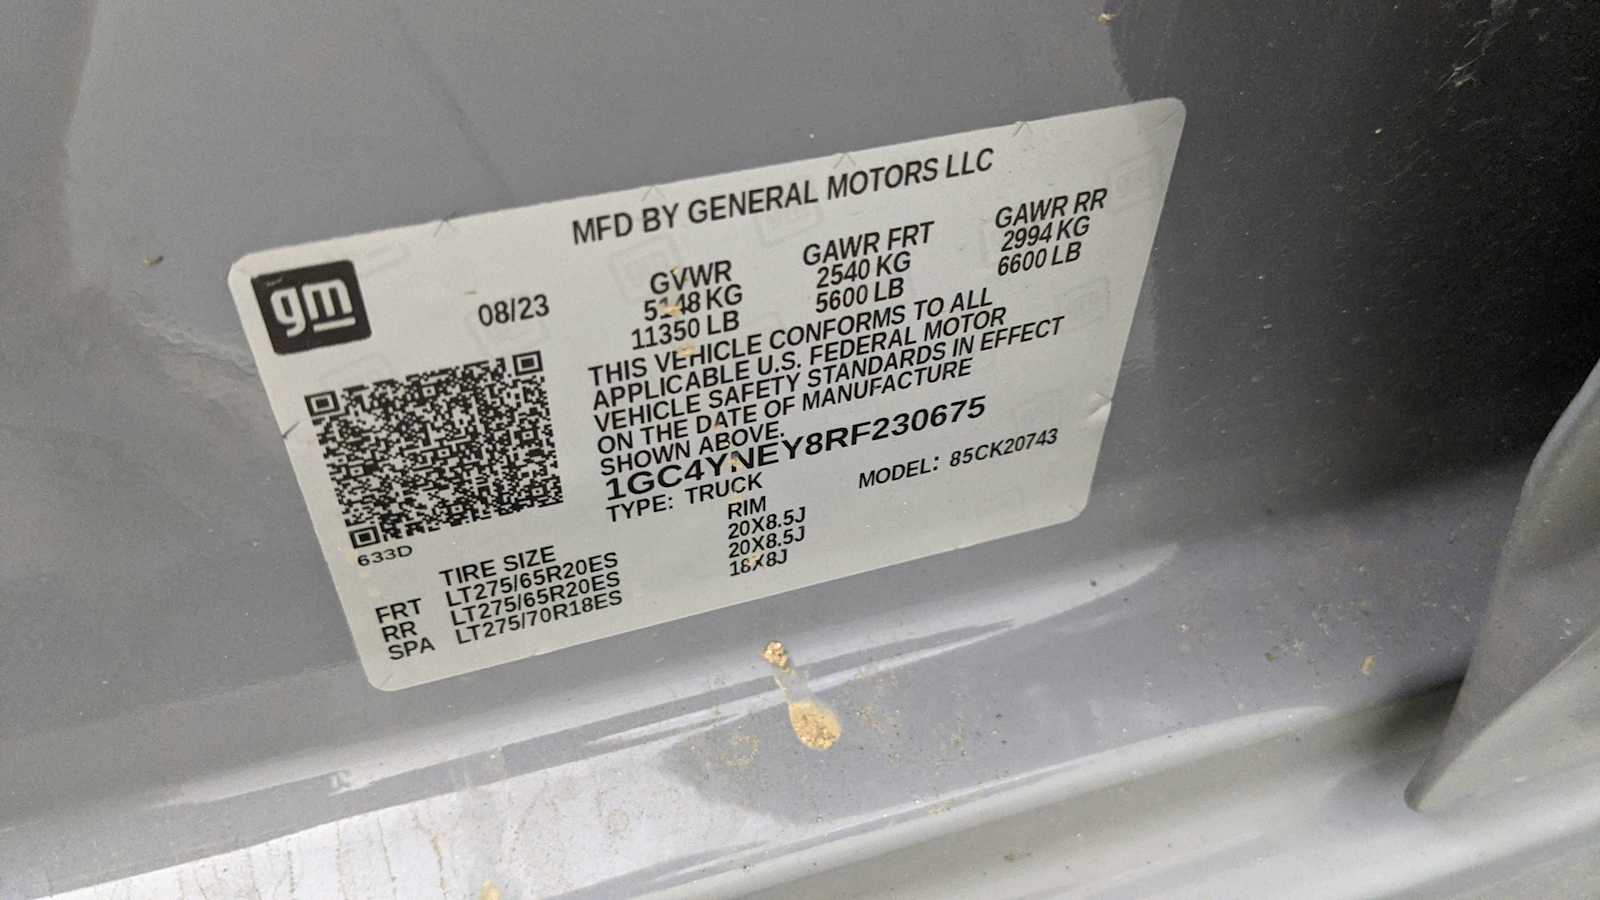 MFD BY GENERAL MOTORS LLC
gm
08/23
GVWR
5148 KG
11350 LB
GAWR FRT
2540 KG
5600 LB
GAWR RR
2994 KG
6600 LB
THIS VEHICLE CONFORMS TO ALL
APPLICABLE U.S. FEDERAL MOTOR
VEHICLE SAFETY STANDARDS IN EFFECT
ON THE DATE OF MANUFACTURE
SHOWN ABOVE.
1GC4YNEY8RF230675
TYPE: TRUCK
MODEL: 85CK20743
633D
TIRE SIZE RIM
FRT LT275/65R20ES 20X8.5J
RR LT275/65R20ES 20X8.5J
SPA LT275/70R18ES 18X8J